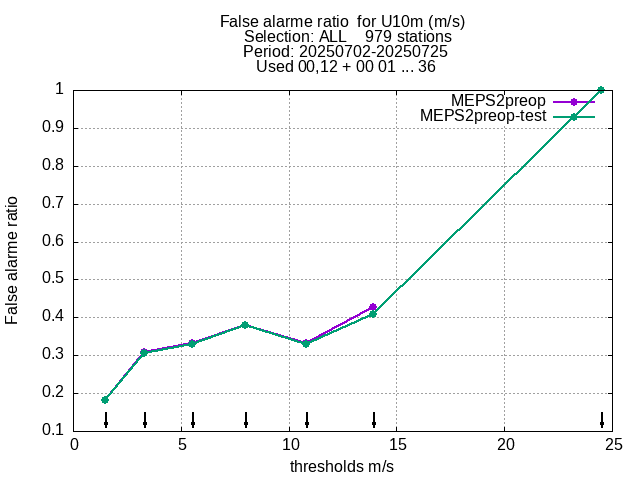 False alarme ratio  for U10m (m/s)
Selection: ALL    979 stations
Period: 20250702-20250725
Used 00,12 + 00 01 ... 36
MEPS2preop
MEPS2preop-test
False alarme ratio
1
0.9
0.8
0.7
0.6
0.5
0.4
0.3
0.2
0.1
0 5 10 15 20 25
thresholds m/s